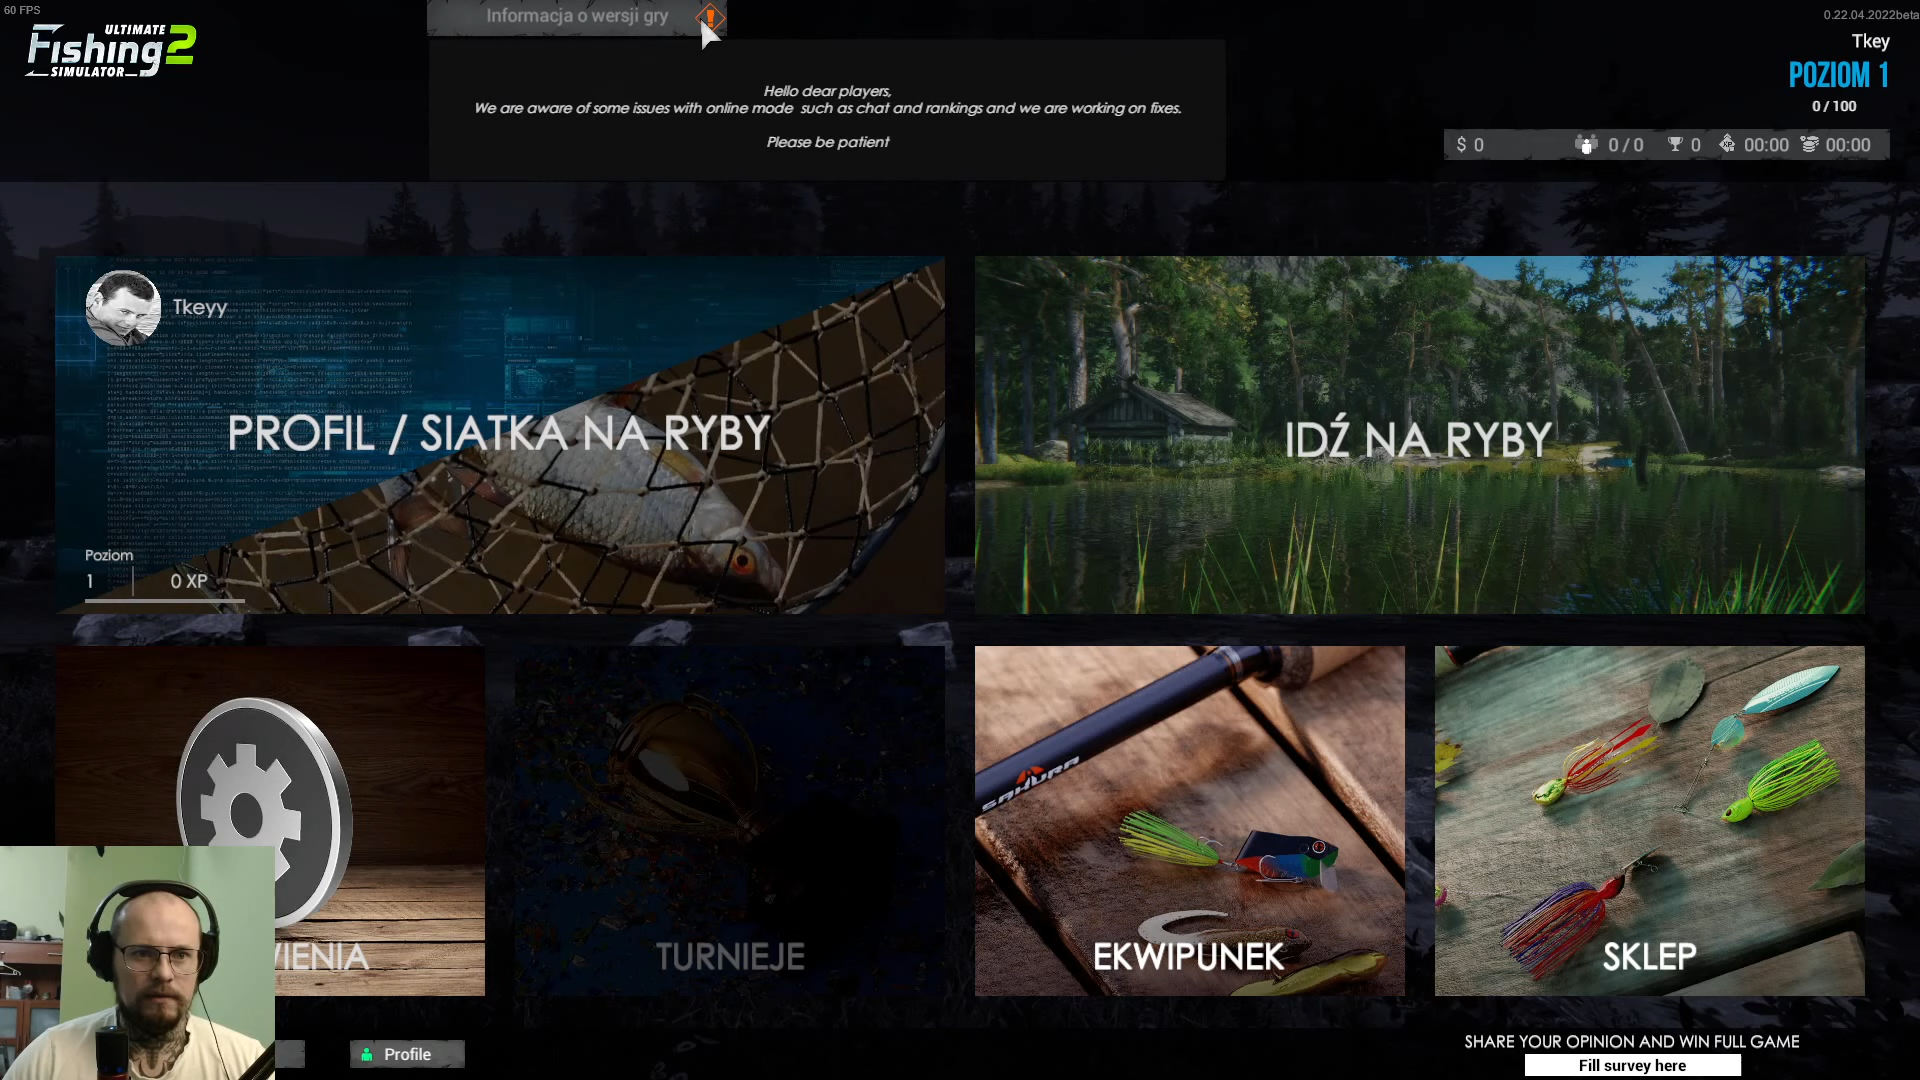 60 FPS
ULTIMATE
Fishing 2
SIMULATOR
Informacja o wersji gry
Hello dear players,
We are aware of some issues with online mode such as chat and rankings and we are working on fixes.
Please be patient
0.22.04.2022beta
Tkey
POZIOM 1
0 / 100
$ 0
0 / 0
0
XP
00:00
00:00
Tkeyy
PROFIL / SIATKA NA RYBY
Poziom
1
0 XP
IDŹ NA RYBY
WIENIA
TURNIEJE
SAKURA
EKWIPUNEK
SKLEP
Profile
SHARE YOUR OPINION AND WIN FULL GAME
Fill survey here